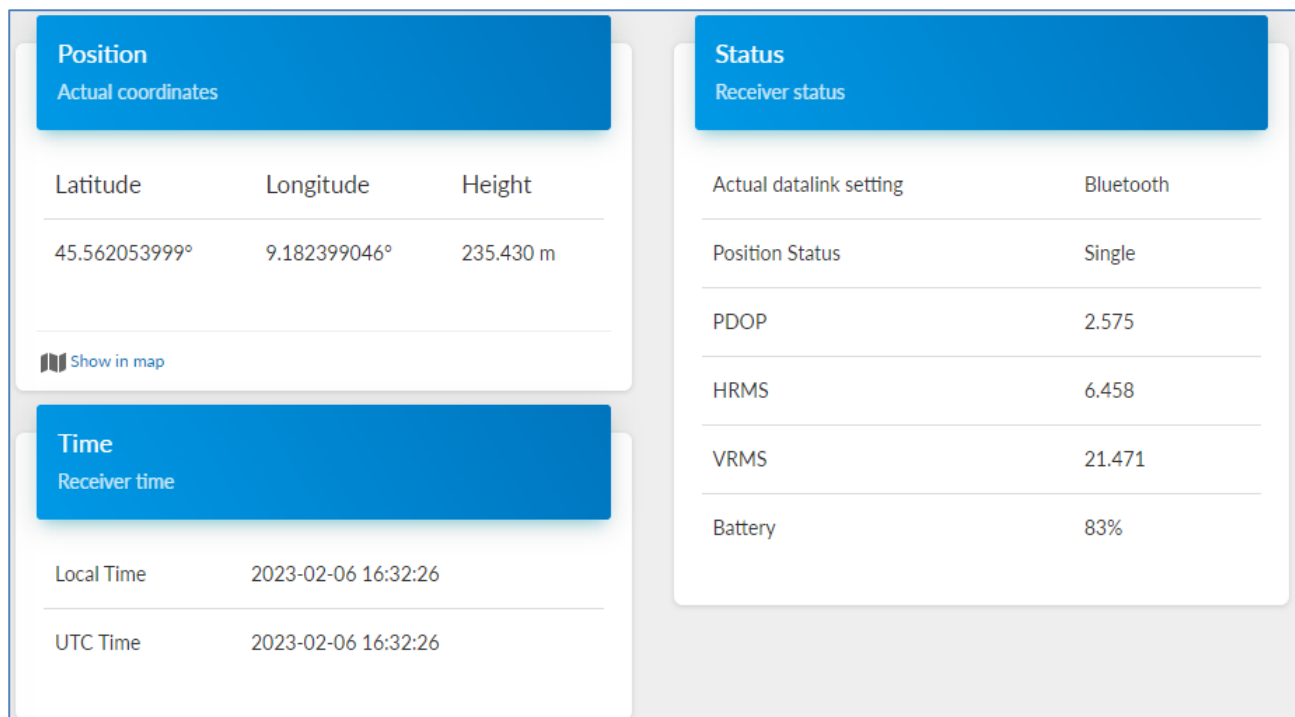 Position
Actual coordinates
Latitude Longitude Height
45.562053999° 9.182399046° 235.430 m
Show in map
Time
Receiver time
Local Time 2023-02-06 16:32:26
UTC Time 2023-02-06 16:32:26
Status
Receiver status
Actual datalink setting Bluetooth
Position Status Single
PDOP 2.575
HRMS 6.458
VRMS 21.471
Battery 83%